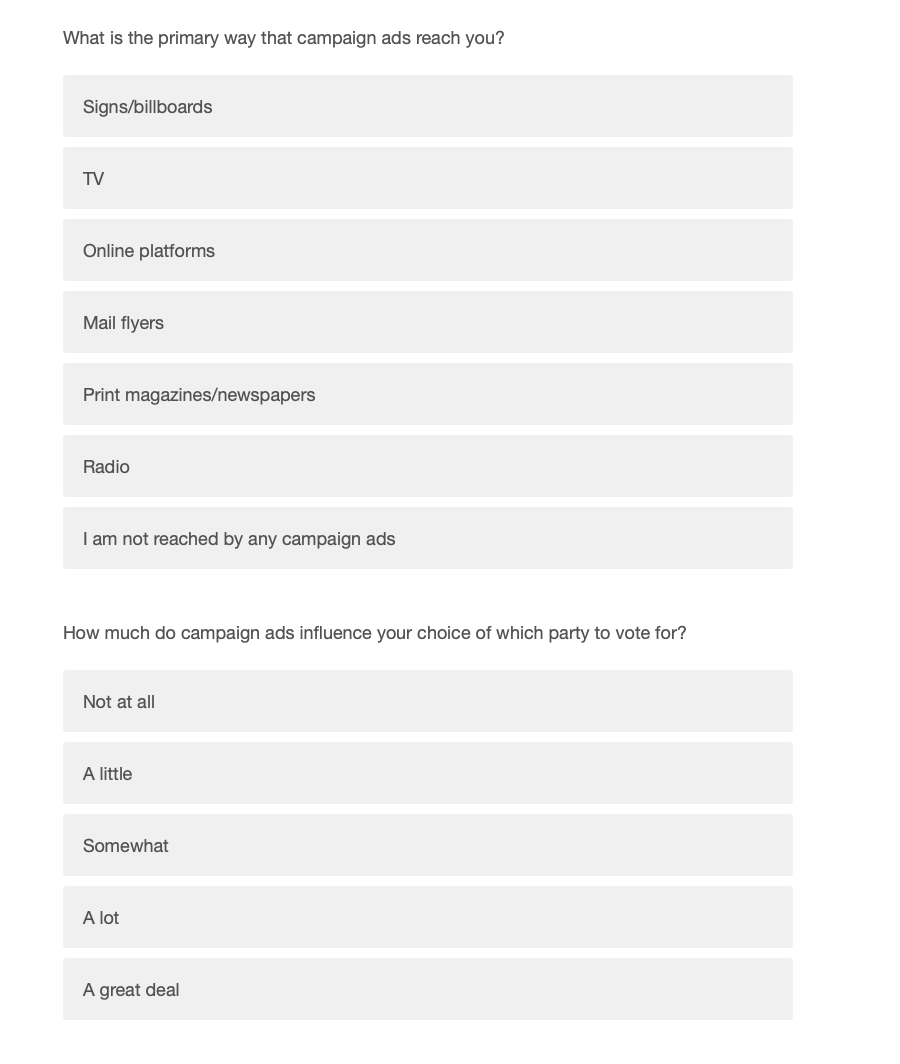 What is the primary way that campaign ads reach you?
Signs/billboards
TV
Online platforms
Mail flyers
Print magazines/newspapers
Radio
I am not reached by any campaign ads
How much do campaign ads influence your choice of which party to vote for?
Not at all
A little
Somewhat
A lot
A great deal